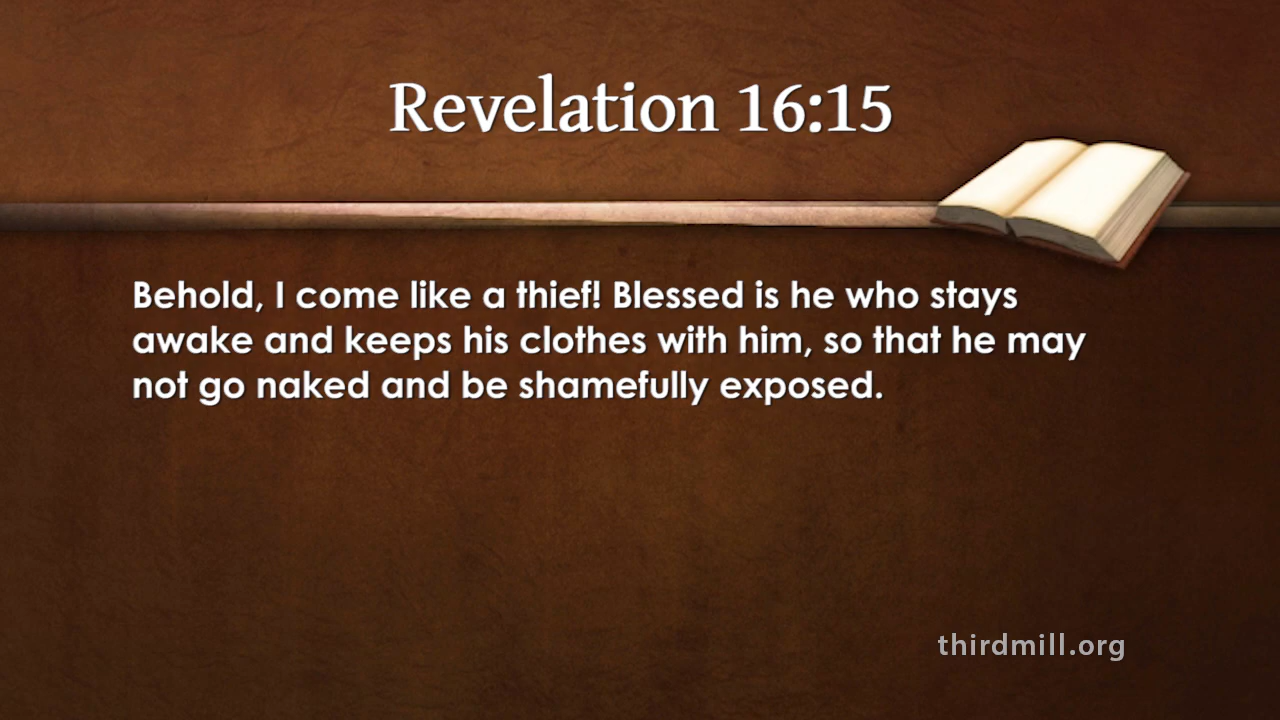 Revelation 16:15
Behold, I come like a thief! Blessed is he who stays
awake and keeps his clothes with him, so that he may
not go naked and be shamefully exposed.
thirdmill.org